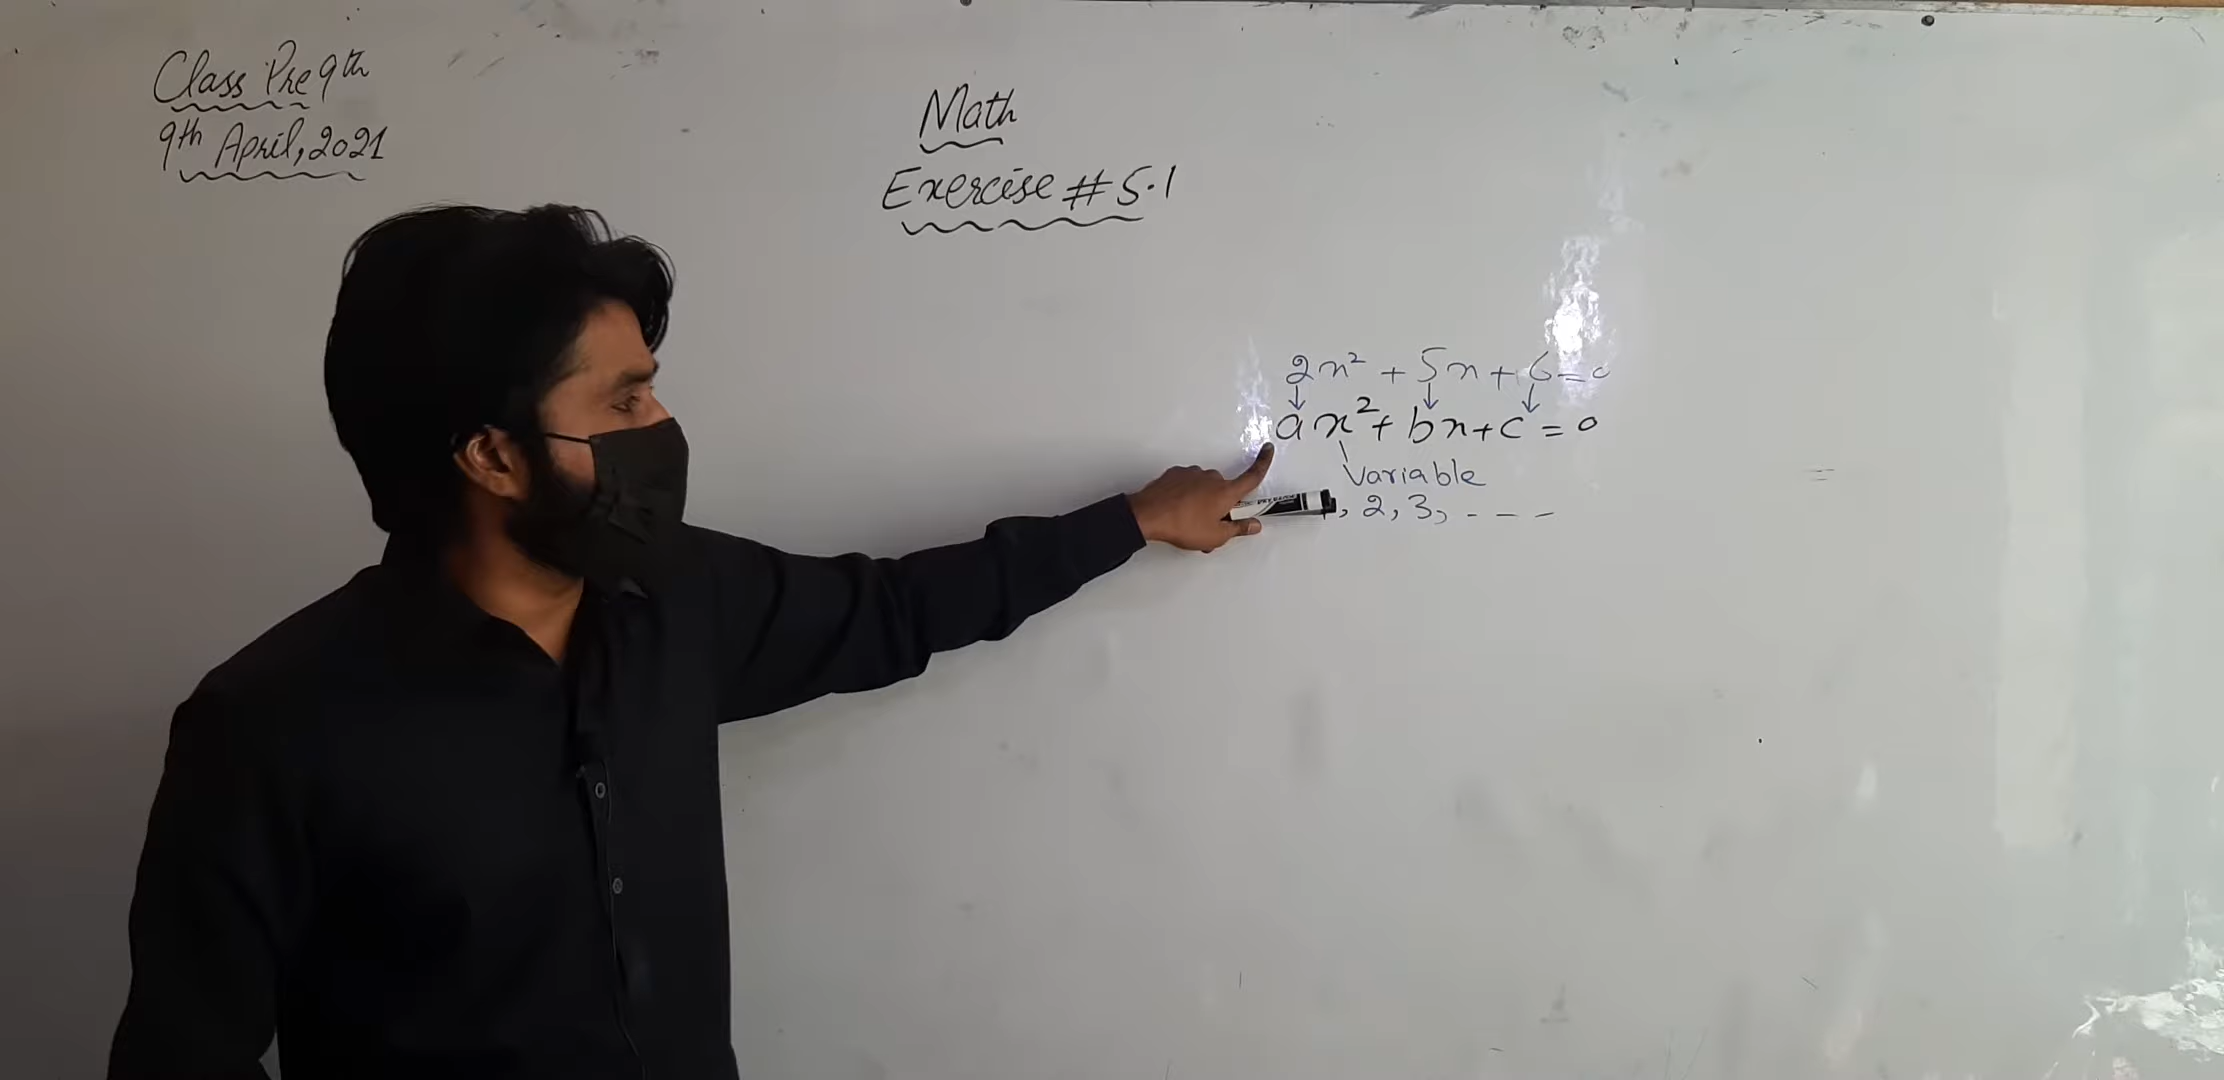 Class Pre 9th
9th April, 2021
Math
Exercise # 5.1
2x² + 5x + 6 = 0
ax² + bx + c = 0
Variable
, 2, 3, - - -
=